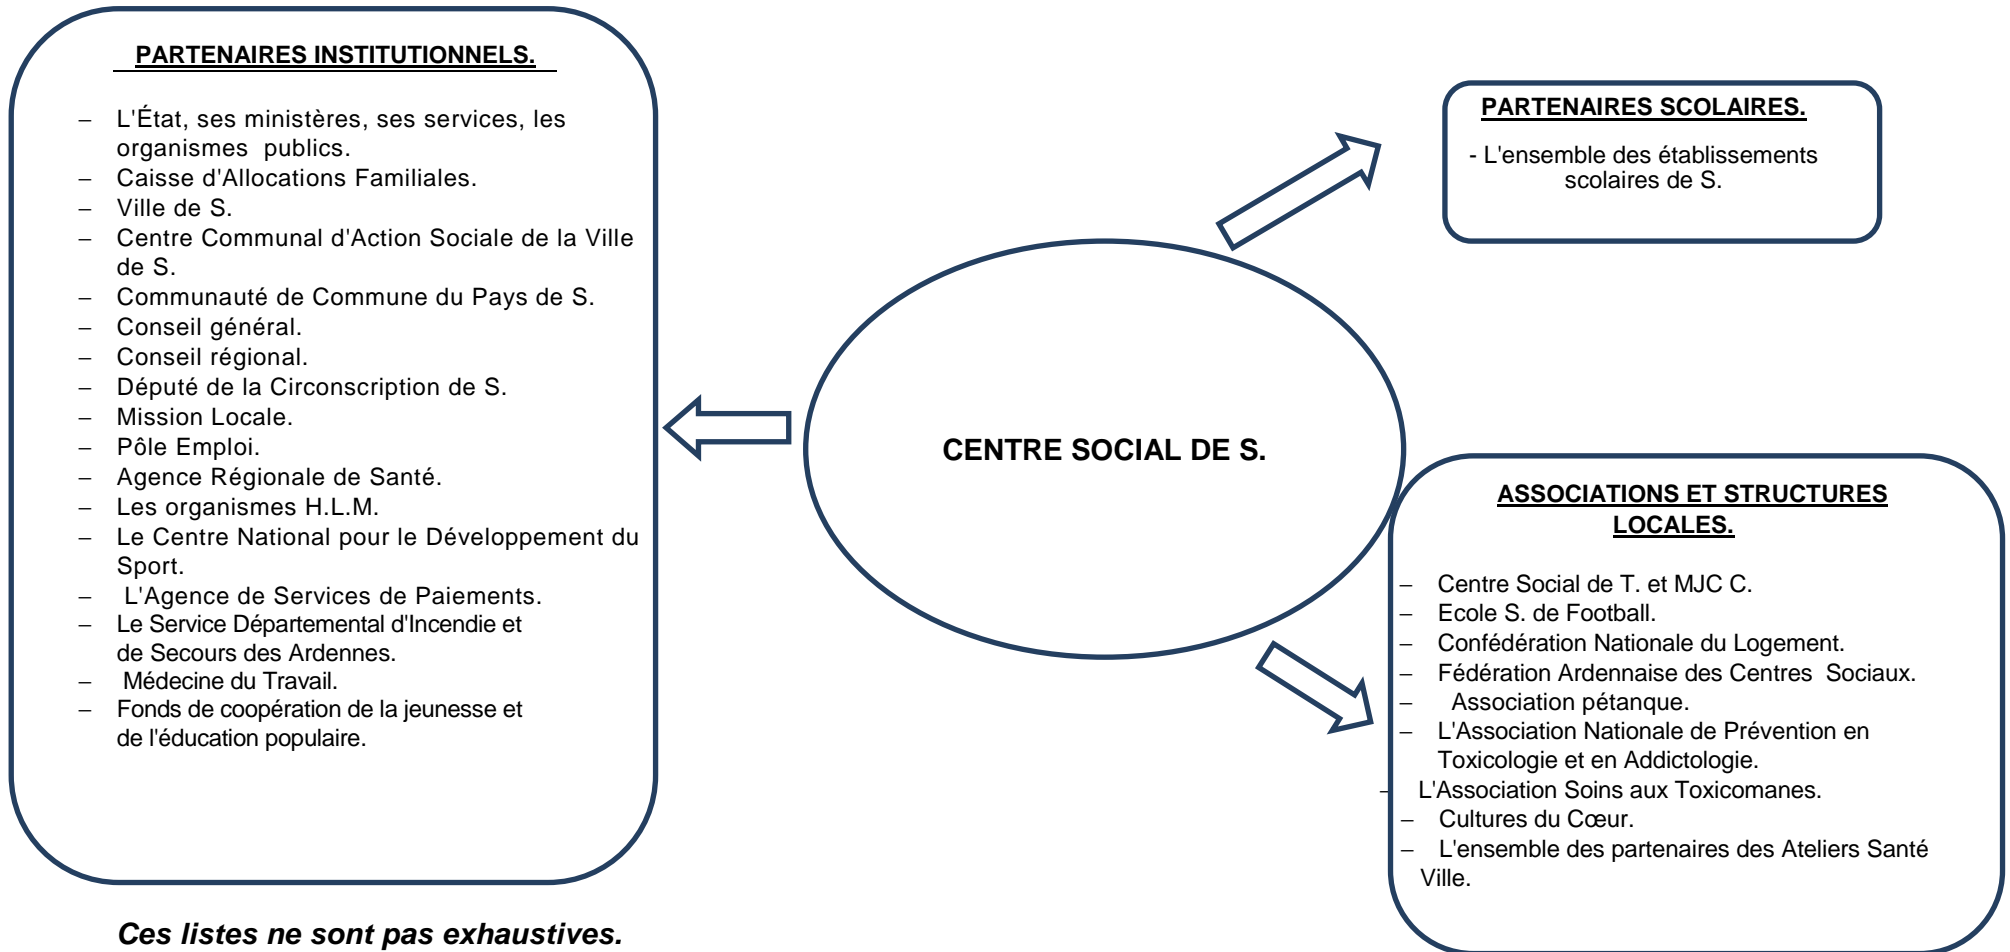 PARTENAIRES INSTITUTIONNELS.
– L'État, ses ministères, ses services, les
organismes publics.
– Caisse d'Allocations Familiales.
– Ville de S.
– Centre Communal d'Action Sociale de la Ville
de S.
– Communauté de Commune du Pays de S.
– Conseil général.
– Conseil régional.
– Député de la Circonscription de S.
– Mission Locale.
– Pôle Emploi.
– Agence Régionale de Santé.
– Les organismes H.L.M.
– Le Centre National pour le Développement du
Sport.
– L'Agence de Services de Paiements.
– Le Service Départemental d'Incendie et
de Secours des Ardennes.
– Médecine du Travail.
– Fonds de coopération de la jeunesse et
de l'éducation populaire.
Ces listes ne sont pas exhaustives.
CENTRE SOCIAL DE S.
PARTENAIRES SCOLAIRES.
- L'ensemble des établissements
scolaires de S.
ASSOCIATIONS ET STRUCTURES
LOCALES.
– Centre Social de T. et MJC C.
– Ecole S. de Football.
– Confédération Nationale du Logement.
– Fédération Ardennaise des Centres Sociaux.
– Association pétanque.
– L'Association Nationale de Prévention en
Toxicologie et en Addictologie.
– L'Association Soins aux Toxicomanes.
– Cultures du Cœur.
– L'ensemble des partenaires des Ateliers Santé
Ville.